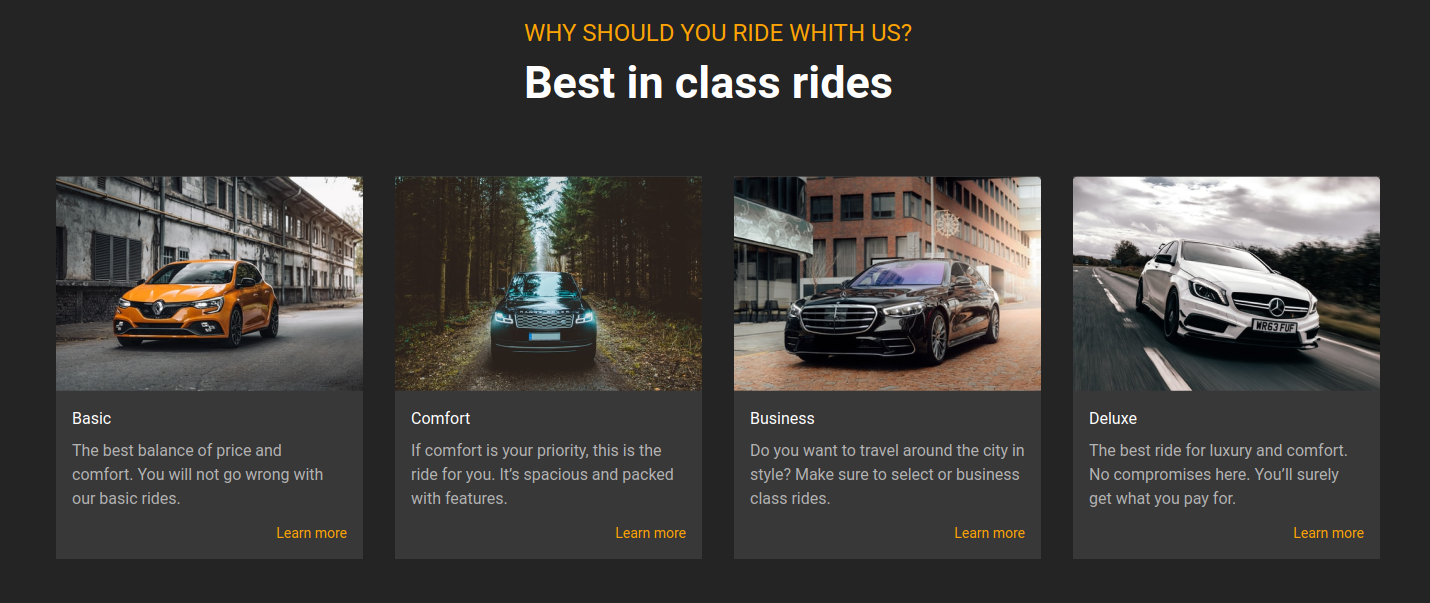 WHY SHOULD YOU RIDE WHITH US?
Best in class rides
WR63 FUF
Basic
The best balance of price and
comfort. You will not go wrong with
our basic rides.
Learn more
Comfort
If comfort is your priority, this is the
ride for you. It’s spacious and packed
with features.
Learn more
Business
Do you want to travel around the city in
style? Make sure to select or business
class rides.
Learn more
Deluxe
The best ride for luxury and comfort.
No compromises here. You’ll surely
get what you pay for.
Learn more